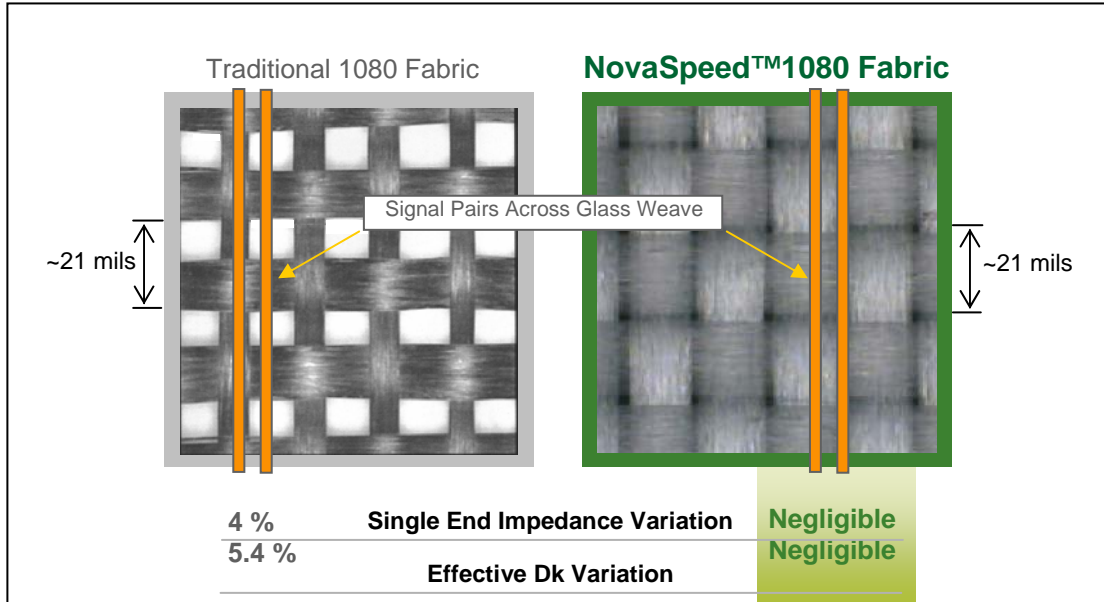 Traditional 1080 Fabric
NovaSpeed™1080 Fabric
Signal Pairs Across Glass Weave
~21 mils
~21 mils
4 %
Single End Impedance Variation
Negligible
5.4 %
Negligible
Effective Dk Variation